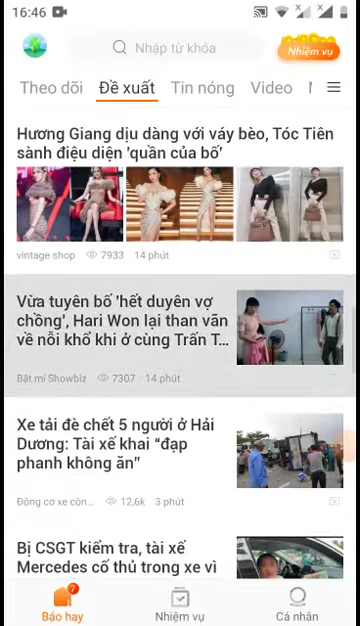 16:46
Nhập từ khóa
Nhiệm vụ
Theo dõi Đề xuất Tin nóng Video
Hương Giang dịu dàng với váy bèo, Tóc Tiên
sành điệu diện 'quần của bố'
vintage shop 7933 14 phút
Vừa tuyên bố 'hết duyên vợ
chồng', Hari Won lại than vãn
về nỗi khổ khi ở cùng Trấn T...
Bật mí Showbiz 7307 14 phút
Xe tải đè chết 5 người ở Hải
Dương: Tài xế khai “đạp
phanh không ăn”
Động cơ xe côn... 12,6k 3 phút
Bị CSGT kiểm tra, tài xế
Mercedes cố thủ trong xe vì
7
Báo hay Nhiệm vụ Cá nhân